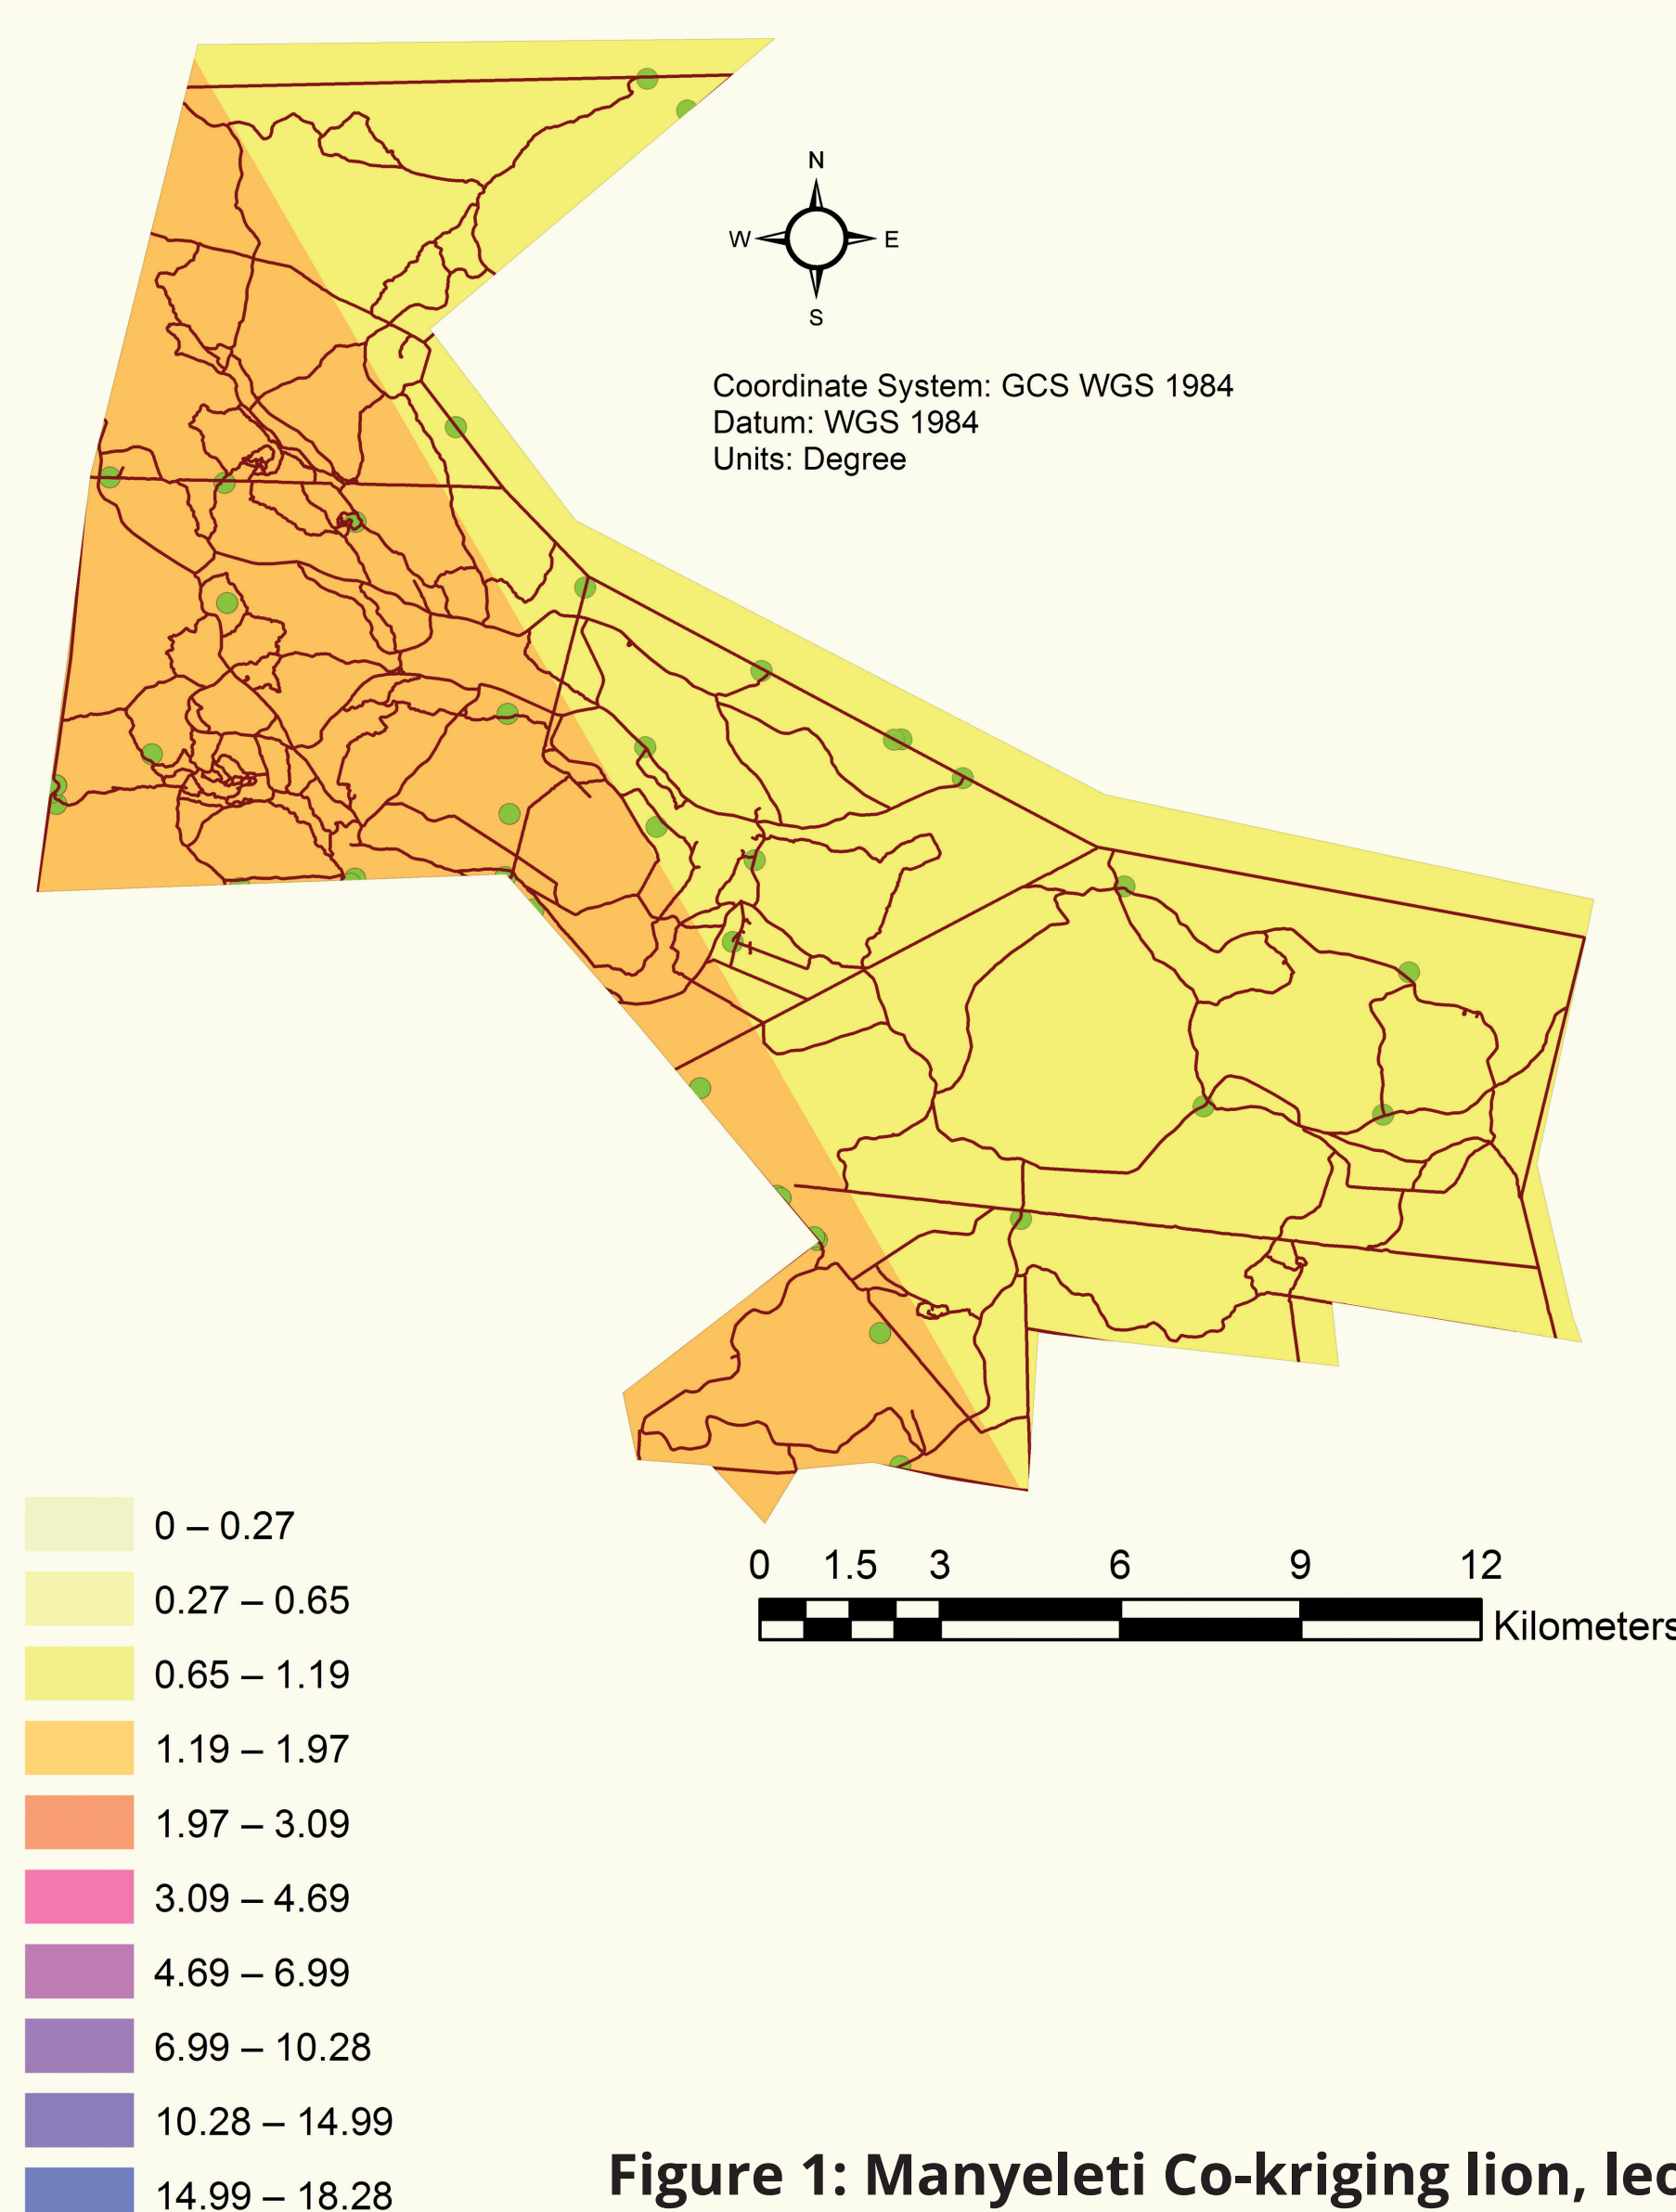 N
W E
S
Coordinate System: GCS WGS 1984
Datum: WGS 1984
Units: Degree
0 – 0.27
0.27 – 0.65
0.65 – 1.19
1.19 – 1.97
1.97 – 3.09
3.09 – 4.69
4.69 – 6.99
6.99 – 10.28
10.28 – 14.99
14.99 – 18.28
0 1.5 3 6 9 12
Kilometers
Figure 1: Manyeleti Co-kriging lion,